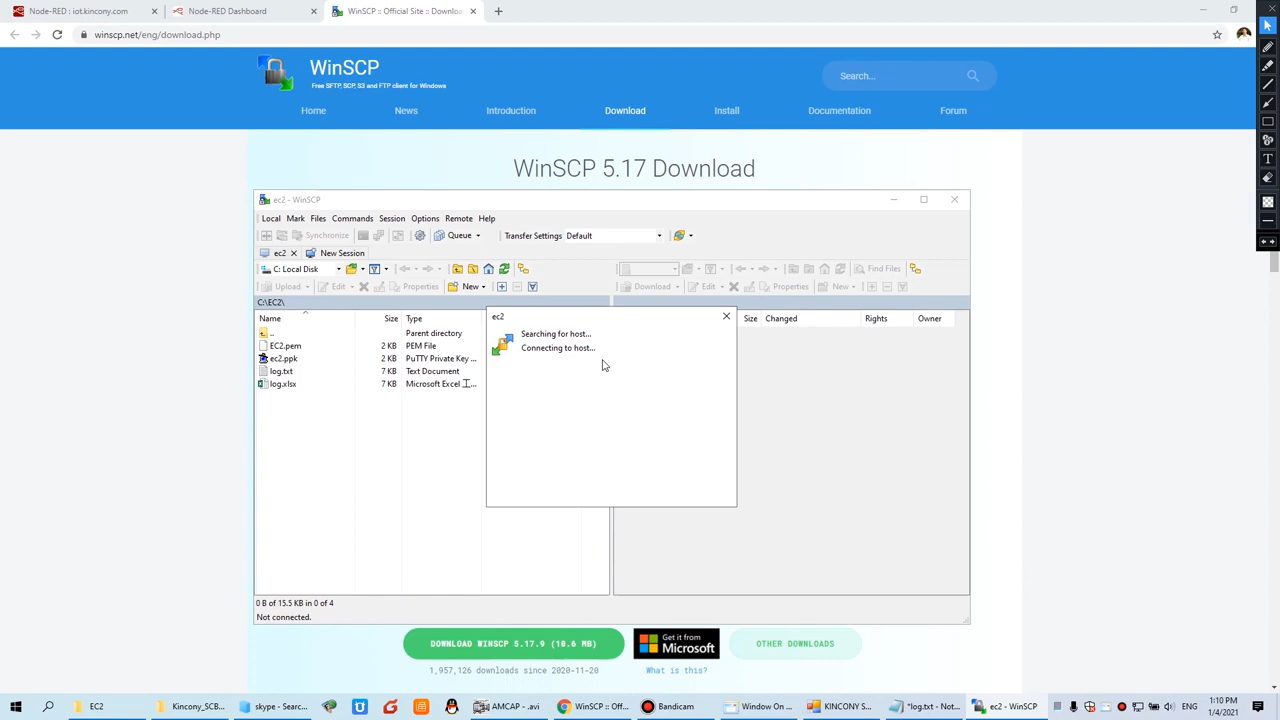 Node-RED : iot.kincony.com
Node-RED Dashboard
WinSCP :: Official Site :: Downloa
winscp.net/eng/download.php
WinSCP
Free SFTP, SCP, S3 and FTP client for Windows
Search...
Home
News
Introduction
Download
Install
Documentation
Forum
WinSCP 5.17 Download
ec2 - WinSCP
Local Mark Files Commands Session Options Remote Help
Synchronize
Queue
Transfer Settings Default
ec2
New Session
C: Local Disk
Find Files
Upload
Edit
Properties
New
Download
Edit
Properties
New
C:\EC2\
Name
Size
Type
Size
Changed
Rights
Owner
..
Parent directory
EC2.pem
2 KB
PEM File
ec2.ppk
2 KB
PuTTY Private Key ...
log.txt
7 KB
Text Document
log.xlsx
7 KB
Microsoft Excel 工...
ec2
Searching for host...
Connecting to host...
0 B of 15.5 KB in 0 of 4
Not connected.
DOWNLOAD WINSCP 5.17.9 (10.6 MB)
Get it from
Microsoft
OTHER DOWNLOADS
1,957,126 downloads since 2020-11-20
What is this?
EC2
Kincony_SCB...
skype - Searc...
AMCAP - .avi
WinSCP :: Offi...
Bandicam
Window On ...
KINCONY S...
*log.txt - Not...
ec2 - WinSCP
ENG
1:10 PM
1/4/2021